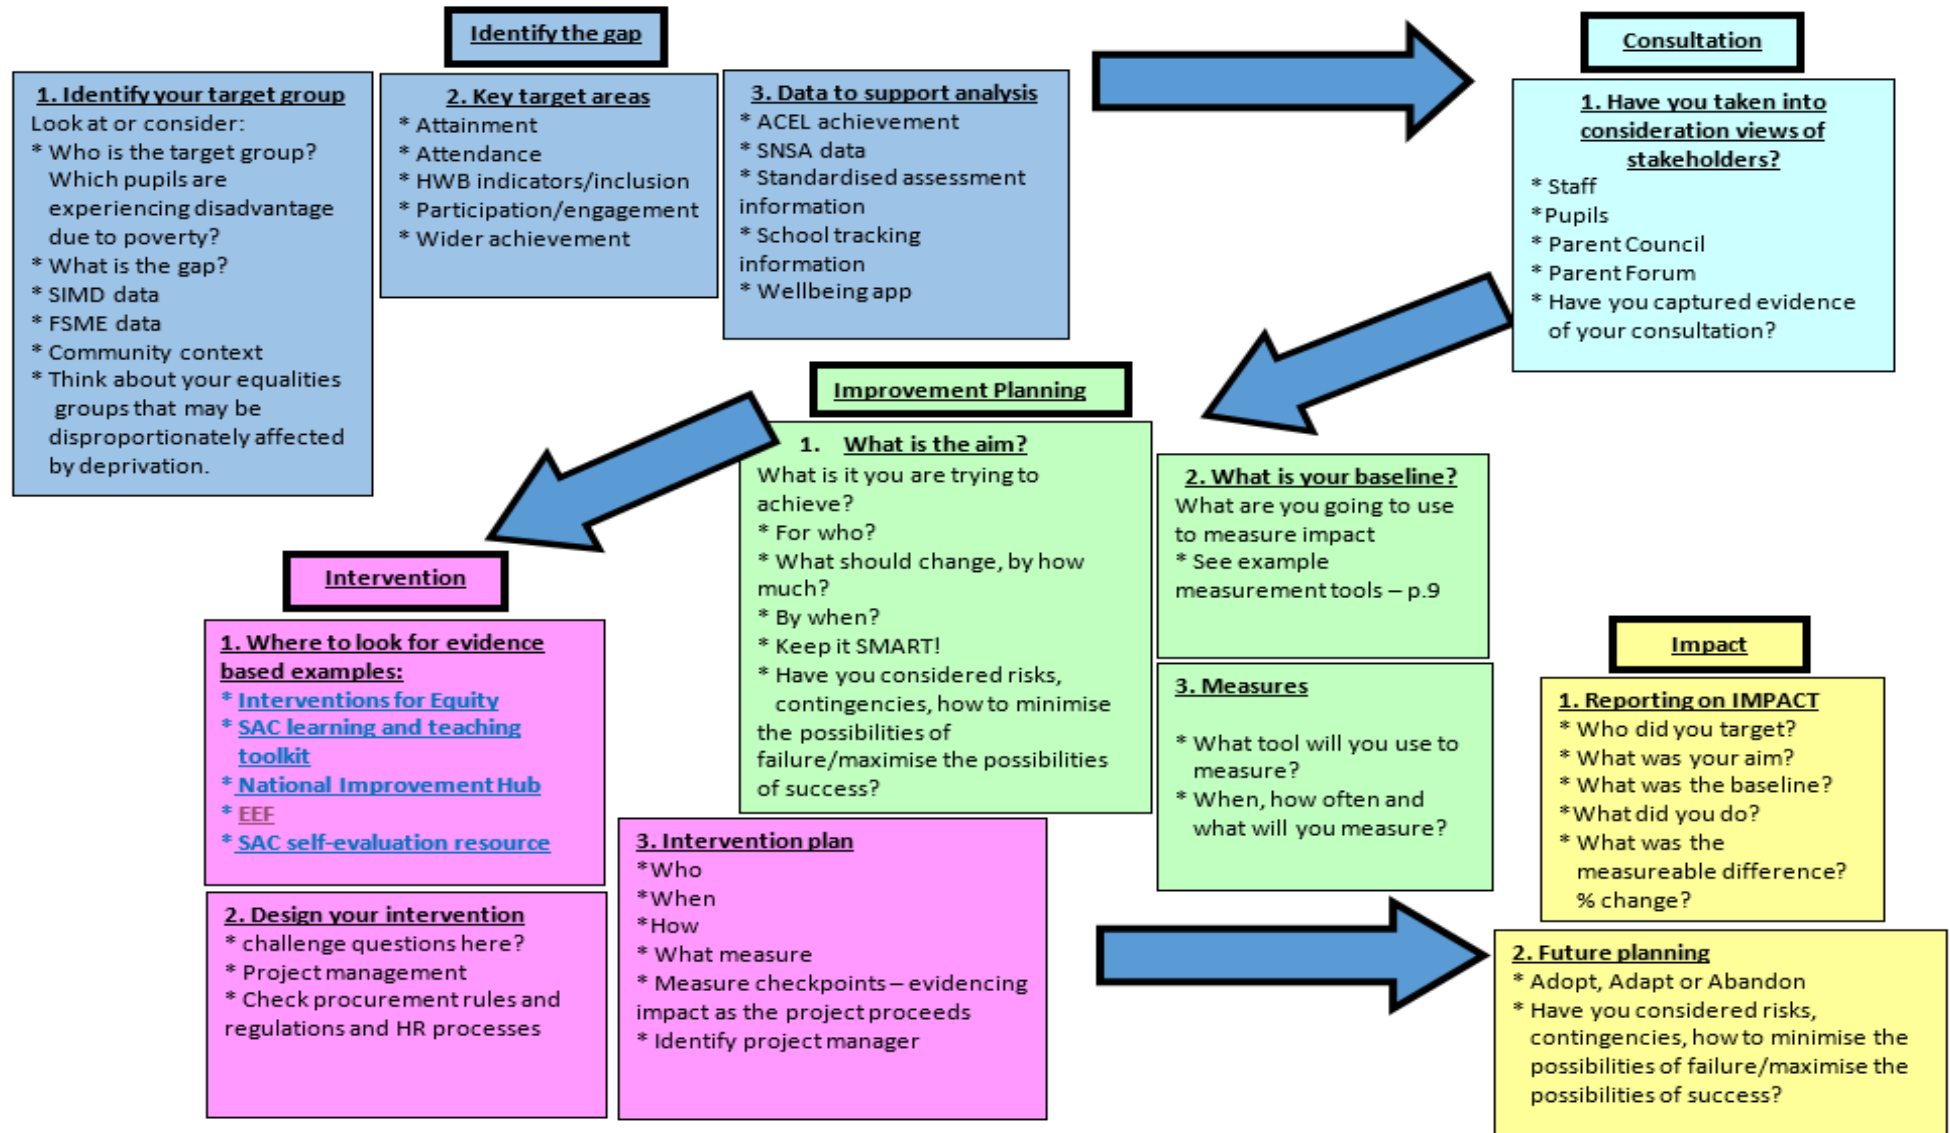 Identify the gap
1. Identify your target group
Look at or consider:
* Who is the target group?
Which pupils are
experiencing disadvantage
due to poverty?
* What is the gap?
* SIMD data
* FSME data
* Community context
* Think about your equalities
groups that may be
disproportionately affected
by deprivation.
2. Key target areas
* Attainment
* Attendance
* HWB indicators/inclusion
* Participation/engagement
* Wider achievement
3. Data to support analysis
* ACEL achievement
* SNSA data
* Standardised assessment
information
* School tracking
information
* Wellbeing app
Consultation
1. Have you taken into
consideration views of
stakeholders?
* Staff
*Pupils
* Parent Council
* Parent Forum
* Have you captured evidence
of your consultation?
Improvement Planning
1. What is the aim?
What is it you are trying to
achieve?
* For who?
* What should change, by how
much?
* By when?
* Keep it SMART!
* Have you considered risks,
contingencies, how to minimise
the possibilities of
failure/maximise the possibilities
of success?
2. What is your baseline?
What are you going to use
to measure impact
* See example
measurement tools – p.9
3. Measures
* What tool will you use to
measure?
* When, how often and
what will you measure?
Intervention
1. Where to look for evidence
based examples:
* Interventions for Equity
* SAC learning and teaching
toolkit
* National Improvement Hub
* EEF
* SAC self-evaluation resource
2. Design your intervention
* challenge questions here?
* Project management
* Check procurement rules and
regulations and HR processes
3. Intervention plan
*Who
*When
*How
* What measure
* Measure checkpoints – evidencing
impact as the project proceeds
* Identify project manager
Impact
1. Reporting on IMPACT
* Who did you target?
* What was your aim?
* What was the baseline?
*What did you do?
* What was the
measureable difference?
% change?
2. Future planning
* Adopt, Adapt or Abandon
* Have you considered risks,
contingencies, how to minimise the
possibilities of failure/maximise the
possibilities of success?